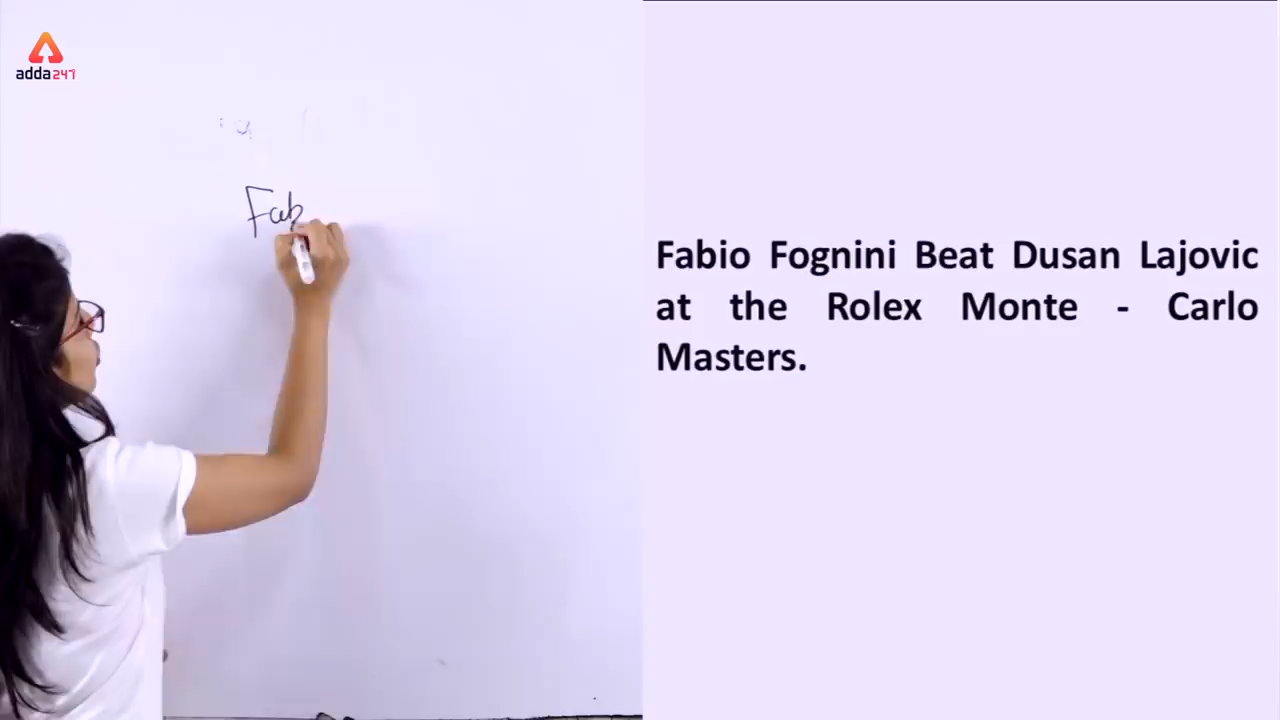 adda247
Fab
Fabio Fognini Beat Dusan Lajovic
at the Rolex Monte - Carlo
Masters.